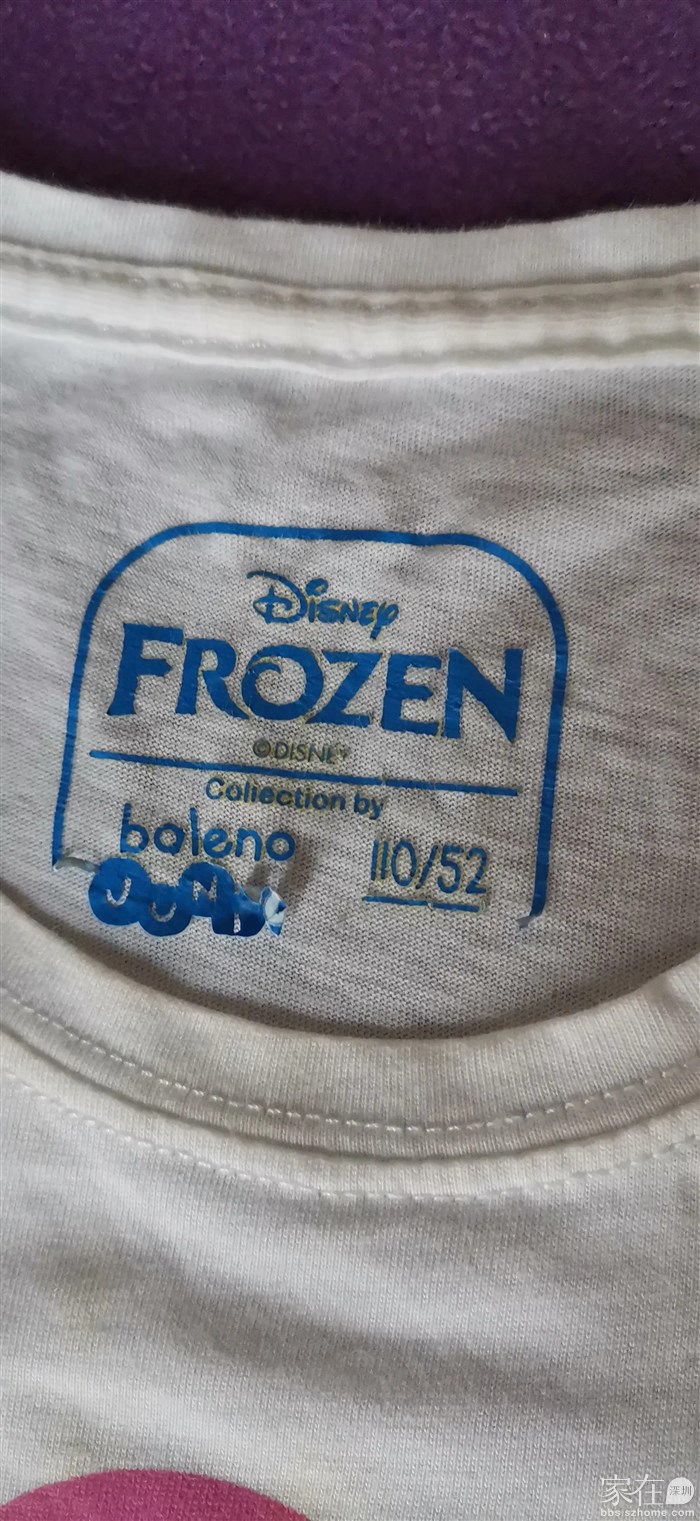 Disney
FROZEN
©DISNEY
Collection by
baleno
110/52
家在深圳
bbs.szhome.com